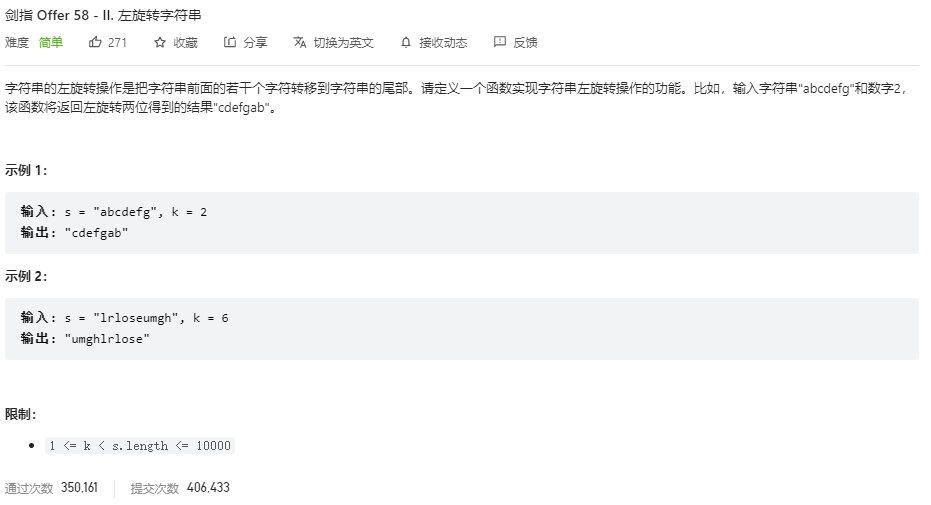 剑指 Offer 58 - II. 左旋转字符串
难度 简单 271 收藏 分享 切换为英文 接收动态 反馈
字符串的左旋转操作是把字符串前面的若干个字符转移到字符串的尾部。请定义一个函数实现字符串左旋转操作的功能。比如，输入字符串"abcdefg"和数字2，
该函数将返回左旋转两位得到的结果"cdefgab"。
示例 1：
输入: s = "abcdefg", k = 2
输出: "cdefgab"
示例 2：
输入: s = "lrloseumgh", k = 6
输出: "umghlrlose"
限制：
1 <= k < s.length <= 10000
通过次数 350,161 提交次数 406,433